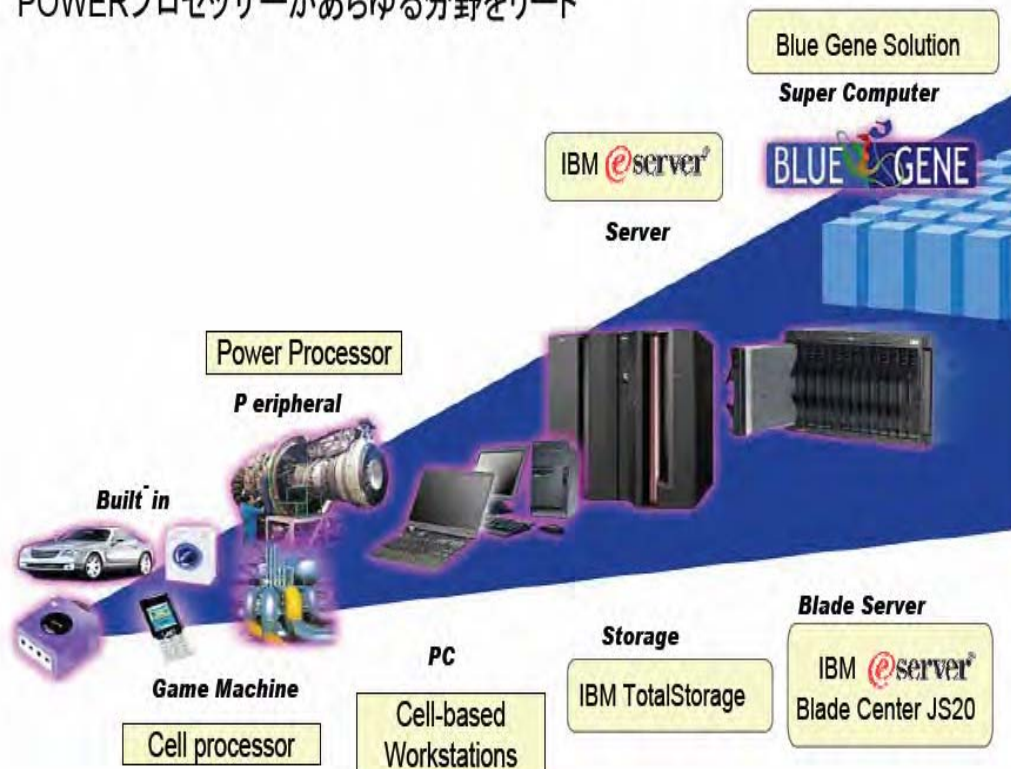 POWERプロセッサーがあらゆる分野をリード
Blue Gene Solution
Super Computer
BLUE GENE
IBM @server®
Server
Power Processor
P eripheral
Built¯in
Game Machine
Cell processor
PC
Cell-based
Workstations
Storage
IBM TotalStorage
Blade Server
IBM @server®
Blade Center JS20